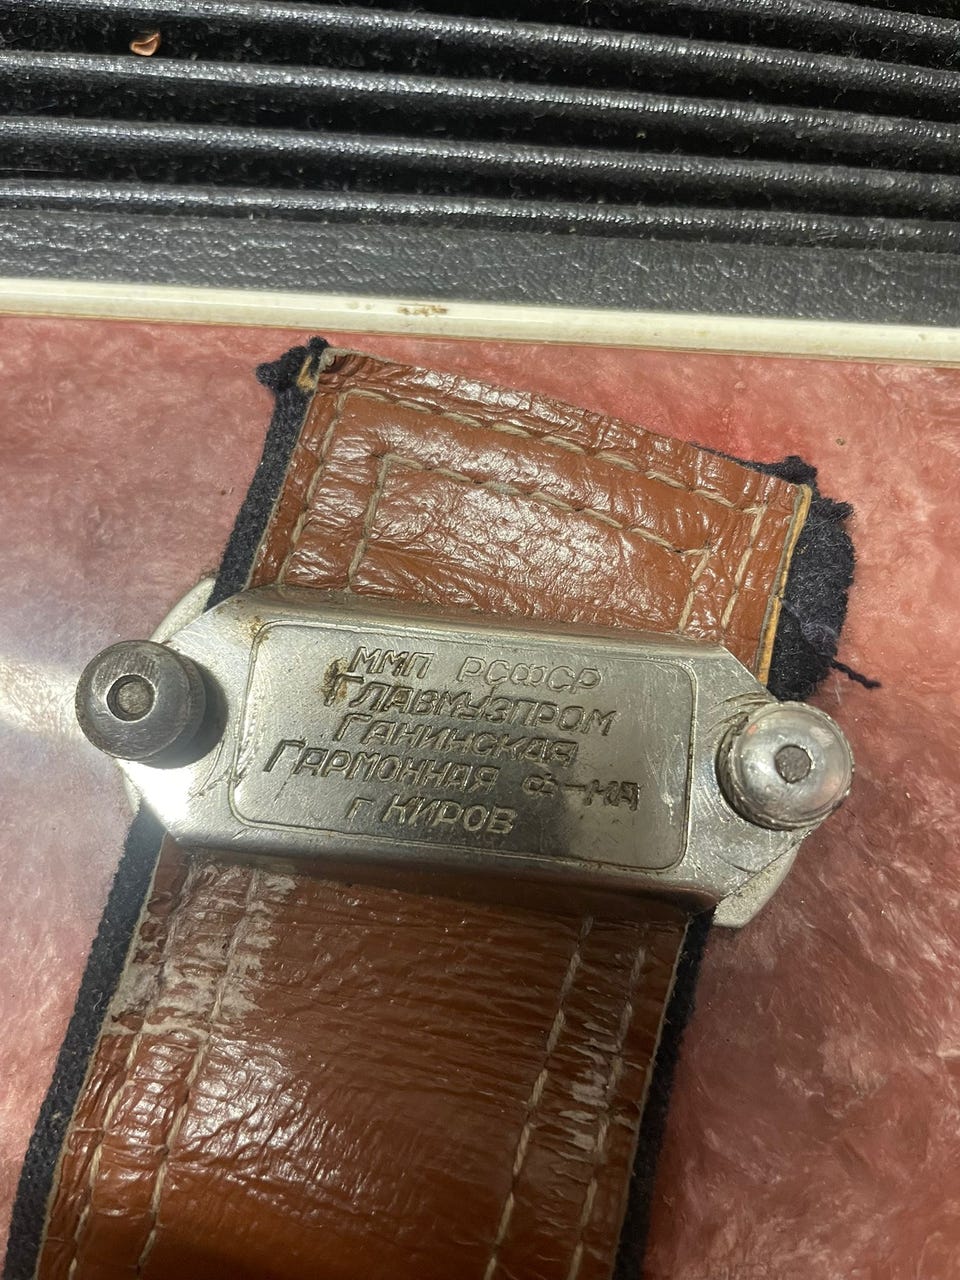 ММП РСФСР
ГЛАВМУЗПРОМ
ГАНИНСКАЯ
ГАРМОННАЯ Ф-КА
Г КИРОВ